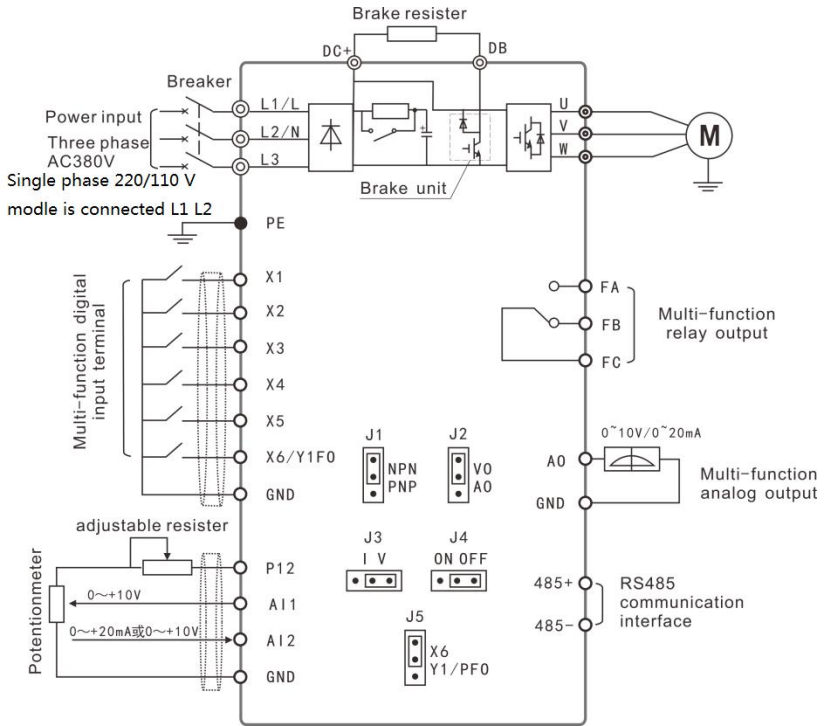 Brake resister
DC+
DB
Breaker
Power input
Three phase
AC380V
Single phase 220/110 V
modle is connected L1 L2
L1/L
L2/N
L3
U
V
W
M
Brake unit
PE
Multi-function digital
input terminal
X1
X2
X3
X4
X5
X6/Y1F0
GND
FA
FB
FC
Multi-function
relay output
J1
NPN
PNP
J2
VO
AO
0~10V/0~20mA
AO
GND
Multi-function
analog output
adjustable resister
Potentionmeter
0～+10V
0～+20mA或0～+10V
P12
AI1
AI2
GND
J3
I V
J4
ON OFF
J5
X6
Y1/PFO
485+
485-
RS485
communication
interface